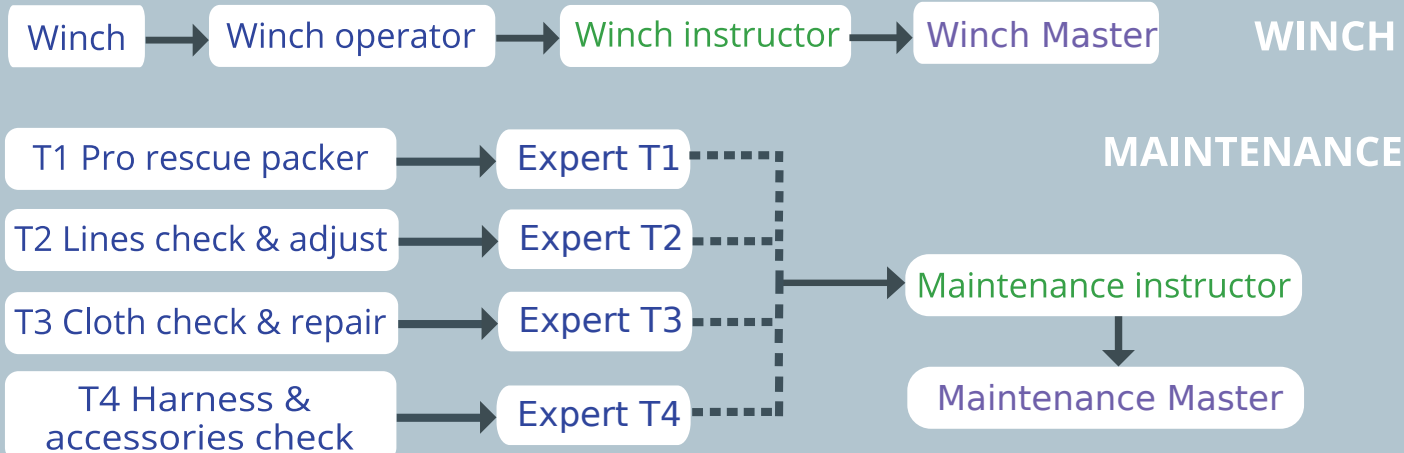 Winch
Winch operator
Winch instructor
Winch Master
WINCH
MAINTENANCE
T1 Pro rescue packer
Expert T1
T2 Lines check & adjust
Expert T2
T3 Cloth check & repair
Expert T3
T4 Harness &
accessories check
Expert T4
Maintenance instructor
Maintenance Master